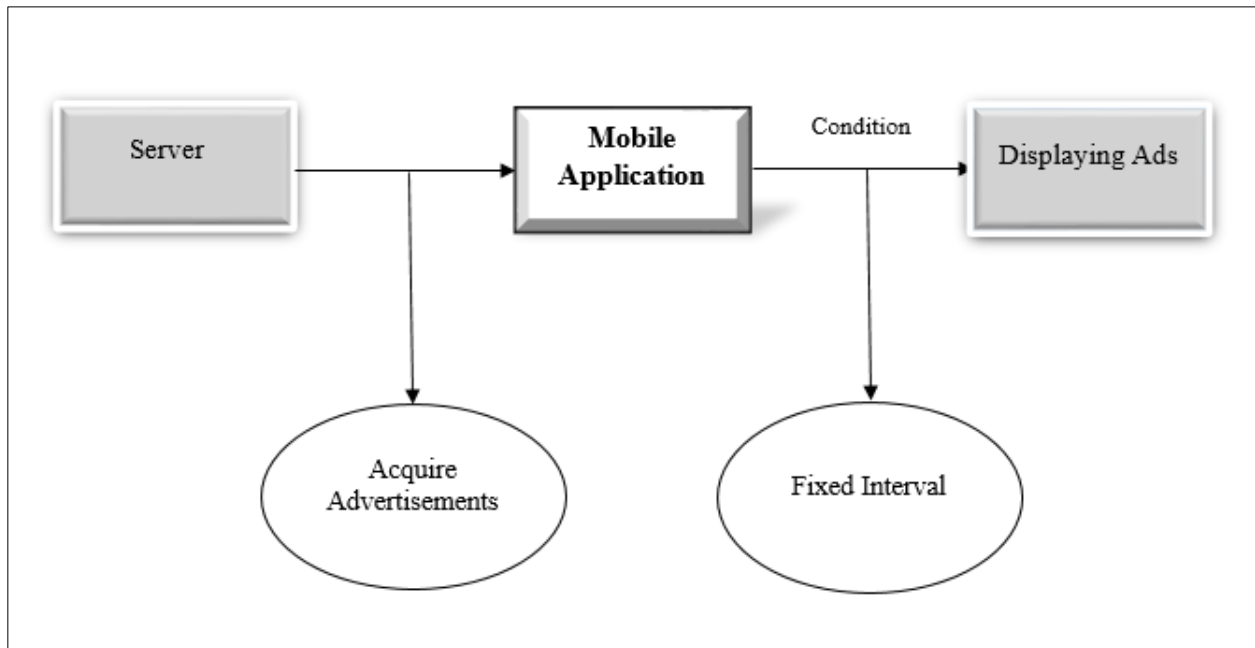 Server
Mobile
Application
Condition
Displaying Ads
Acquire
Advertisements
Fixed Interval